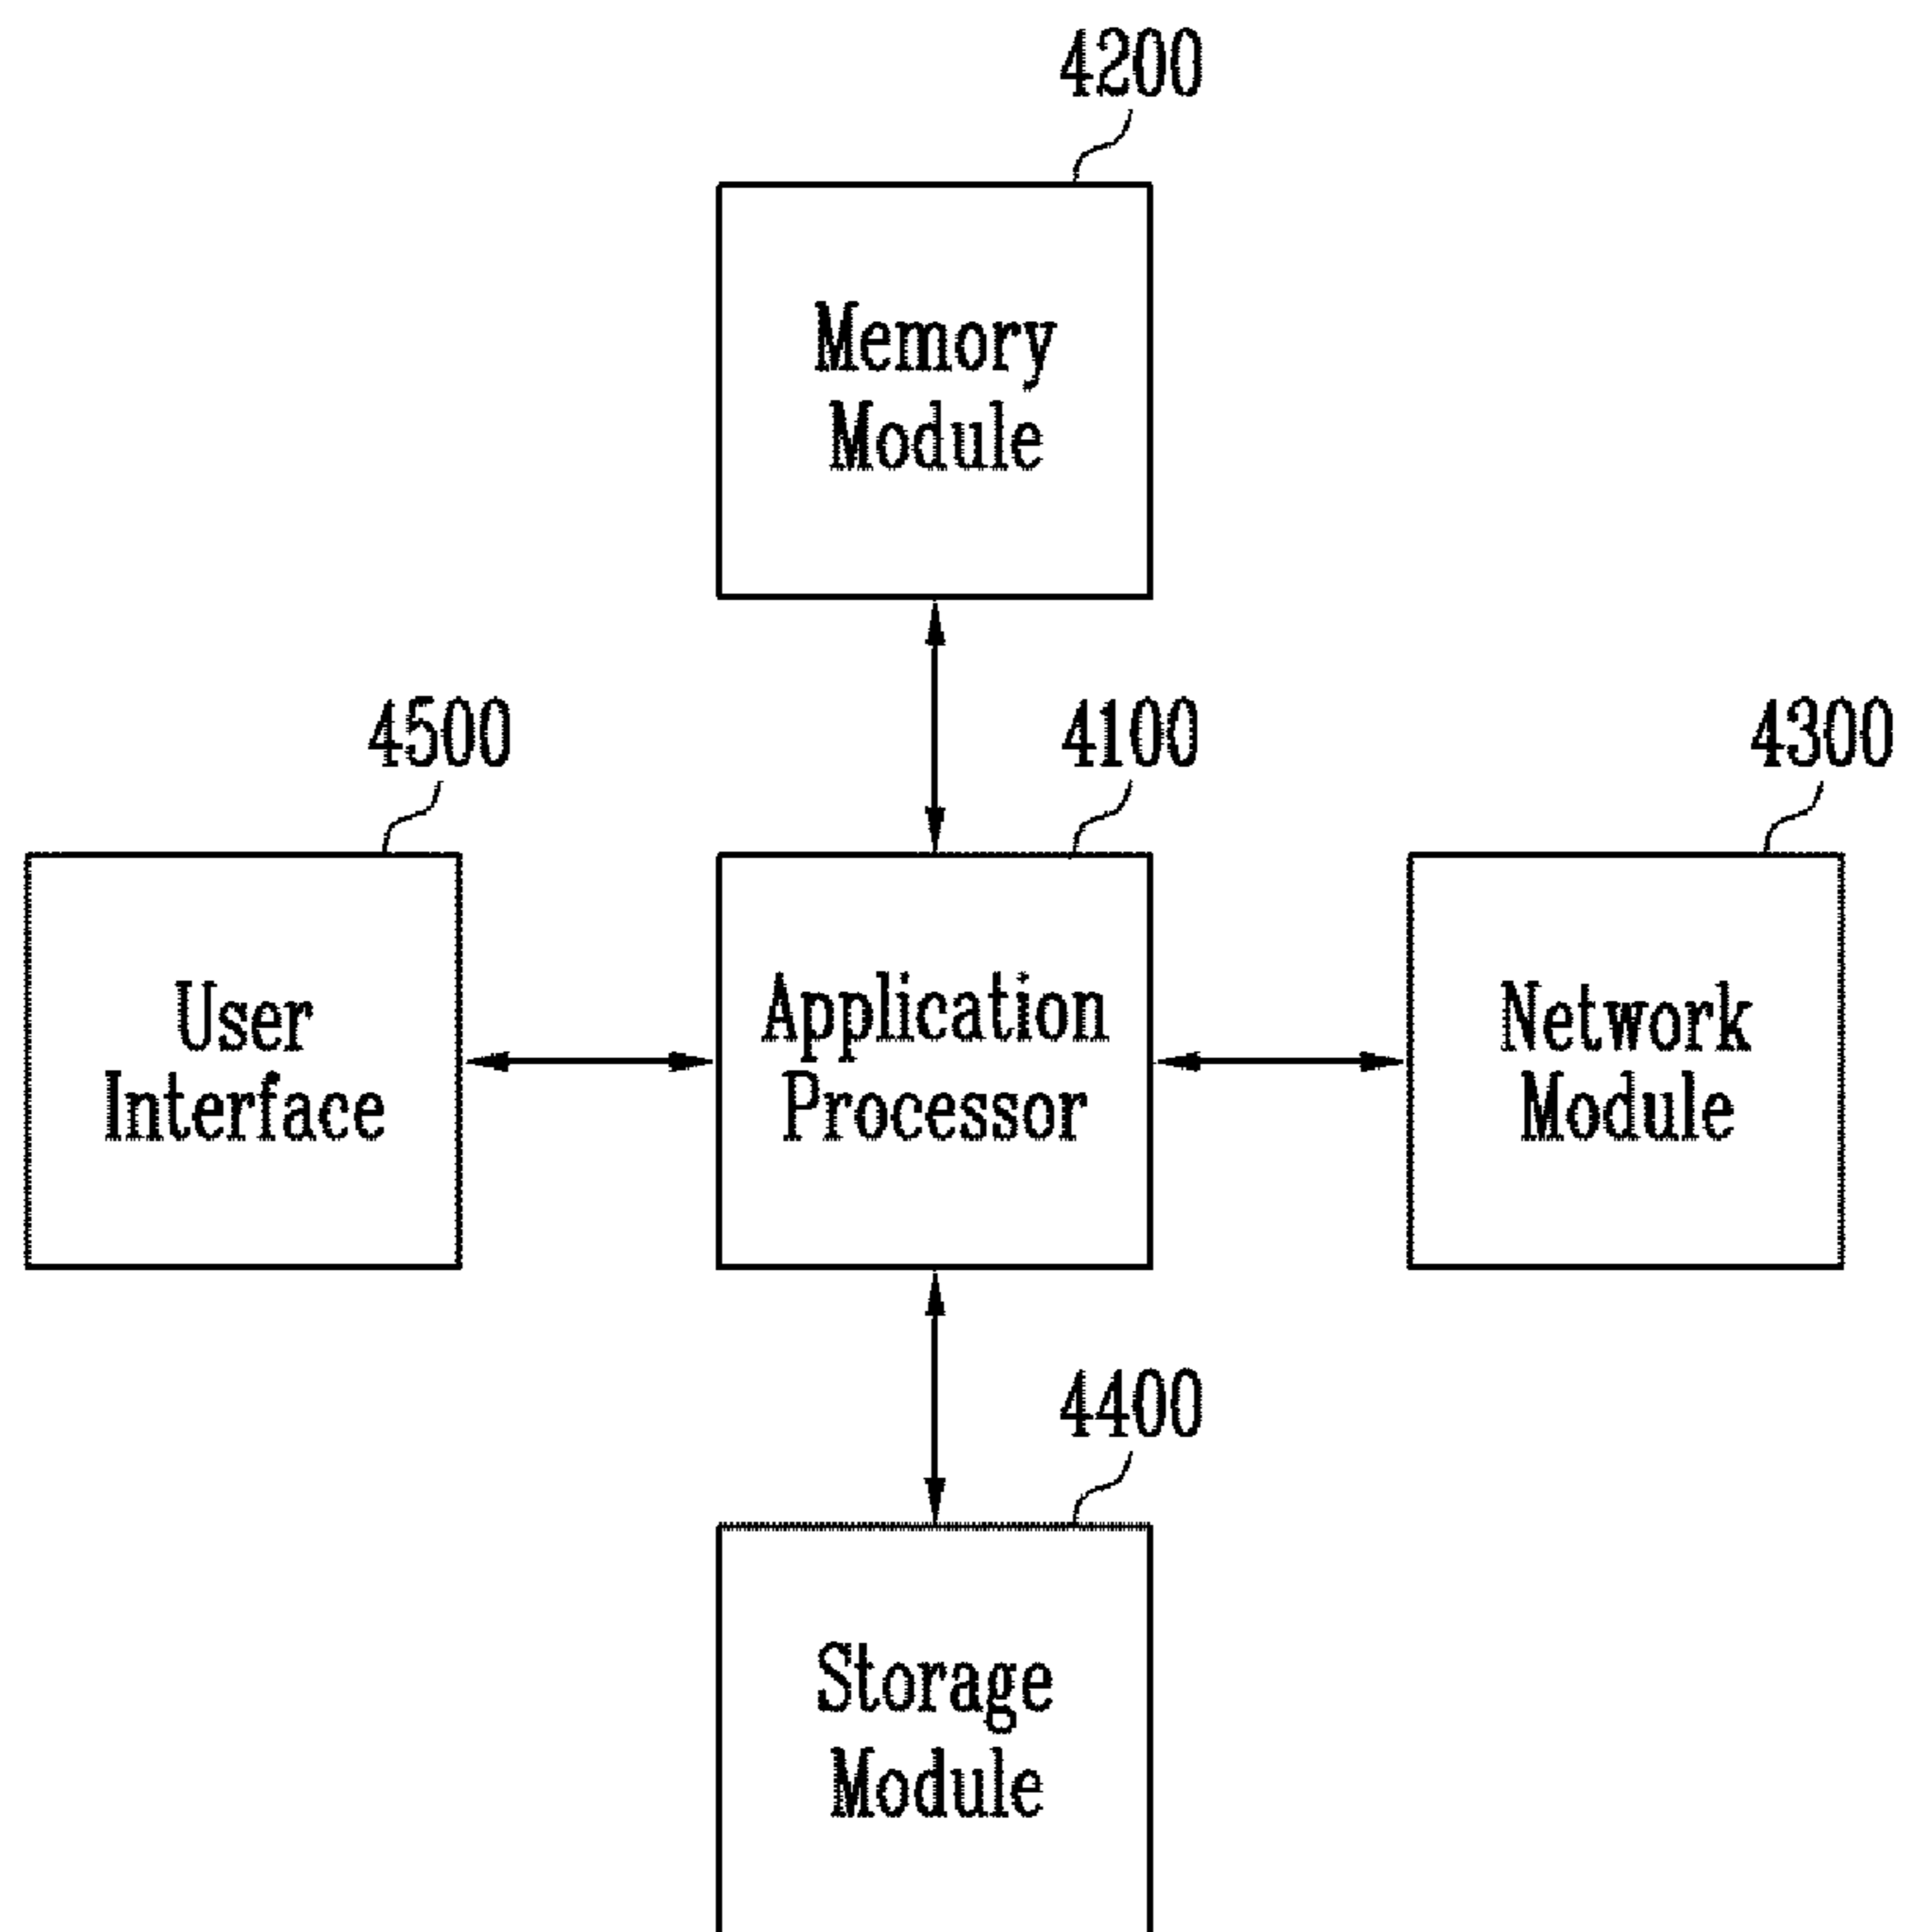 4200
Memory
Module
4500
4100
4300
User
Interface
Application
Processor
Network
Module
4400
Storage
Module